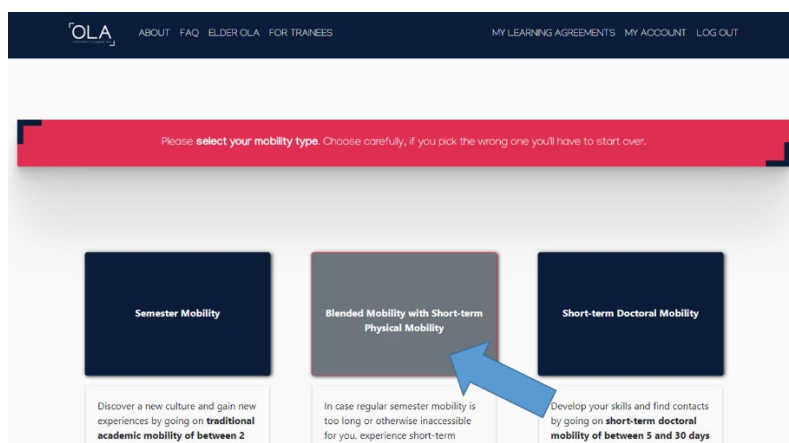 OLA
ABOUT FAQ ELDER OLA FOR TRAINEES MY LEARNING AGREEMENTS MY ACCOUNT LOG OUT
Please select your mobility type. Choose carefully, if you pick the wrong one you'll have to start over.
Semester Mobility
Blended Mobility with Short-term
Physical Mobility
Short-term Doctoral Mobility
Discover a new culture and gain new
experiences by going on traditional
academic mobility of between 2
In case regular semester mobility is
too long or otherwise inaccessible
for you, experience short-term
Develop your skills and find contacts
by going on short-term doctoral
mobility of between 5 and 30 days